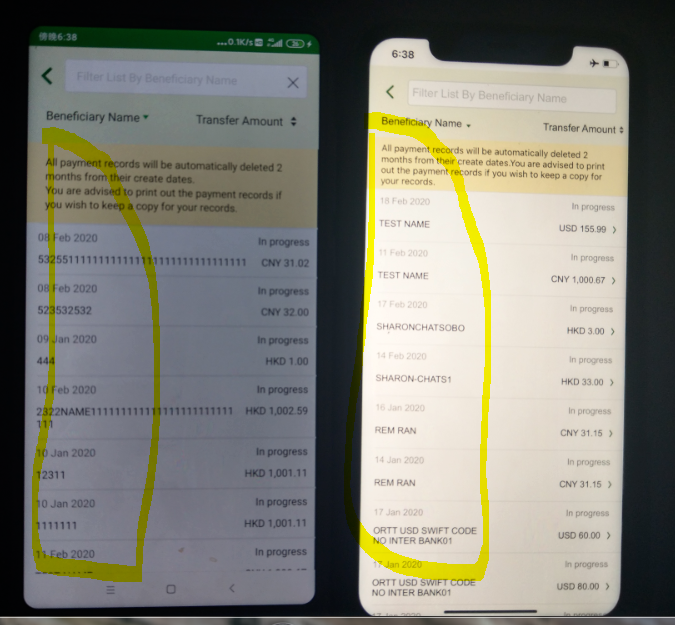 傍晚6:38
...0.1K/s
Filter List By Beneficiary Name
Beneficiary Name
Transfer Amount
All payment records will be automatically deleted 2
months from their create dates.
You are advised to print out the payment records if
you wish to keep a copy for your records.
08 Feb 2020
In progress
CNY 31.02
08 Feb 2020
In progress
523532532
CNY 32.00
09 Jan 2020
In progress
444
HKD 1.00
10 Feb 2020
In progress
HKD 1,002.59
111
10 Jan 2020
In progress
12311
HKD 1,001.11
10 Jan 2020
In progress
1111111
HKD 1,001.11
11 Feb 2020
In progress
6:38
Filter List By Beneficiary Name
Beneficiary Name
Transfer Amount
All payment records will be automatically deleted 2
months from their create dates.You are advised to print
out the payment records if you wish to keep a copy for
your records.
18 Feb 2020
In progress
TEST NAME
USD 155.99
11 Feb 2020
In progress
TEST NAME
CNY 1,000.67
17 Feb 2020
In progress
SHARONCHATSOBO
HKD 3.00
14 Feb 2020
In progress
SHARON-CHATS1
HKD 33.00
16 Jan 2020
In progress
REM RAN
CNY 31.15
14 Jan 2020
In progress
REM RAN
CNY 31.15
17 Jan 2020
In progress
ORTT USD SWIFT CODE
NO INTER BANK01
USD 60.00
17 Jan 2020
In progress
ORTT USD SWIFT CODE
NO INTER BANK01
USD 60.00